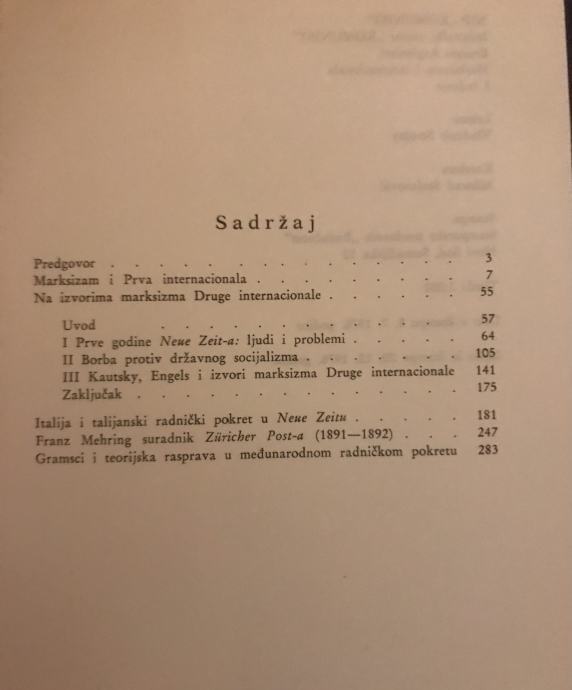 Sadržaj
Predgovor . . . . . . . . . . . . . 3
Marksizam i Prva internacionala . . . . . . . 7
Na izvorima marksizma Druge internacionale . . . . . 55
Uvod . . . . . . . . . . . 57
I Prve godine Neue Zeit-a: ljudi i problemi . . . . . 64
II Borba protiv državnog socijalizma . . . . . . 105
III Kautsky, Engels i izvori marksizma Druge internacionale 141
Zaključak . . . . . . . . . . . . 175
Italija i talijanski radnički pokret u Neue Zeitu . . . . . 181
Franz Mehring suradnik Züricher Post-a (1891—1892) . . . 247
Gramsci i teorijska rasprava u međunarodnom radničkom pokretu 283